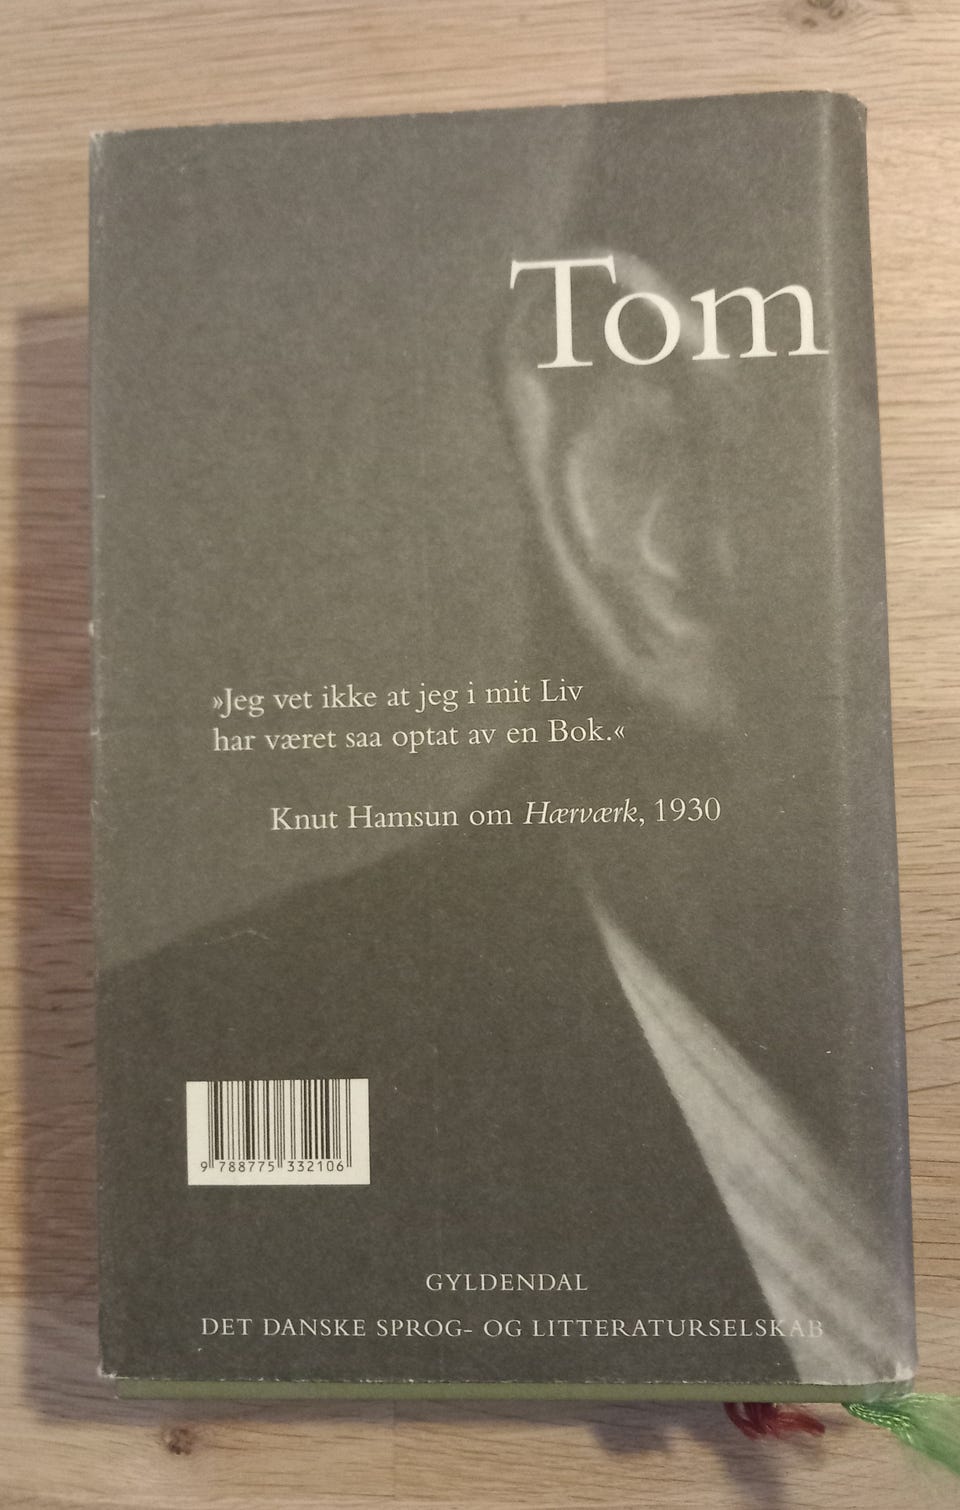 Tom
»Jeg vet ikke at jeg i mit Liv
har været saa optat av en Bok.«
Knut Hamsun om Hærværk, 1930
9 788775 332106
GYLDENDAL
DET DANSKE SPROG- OG LITTERATURSELSKAB